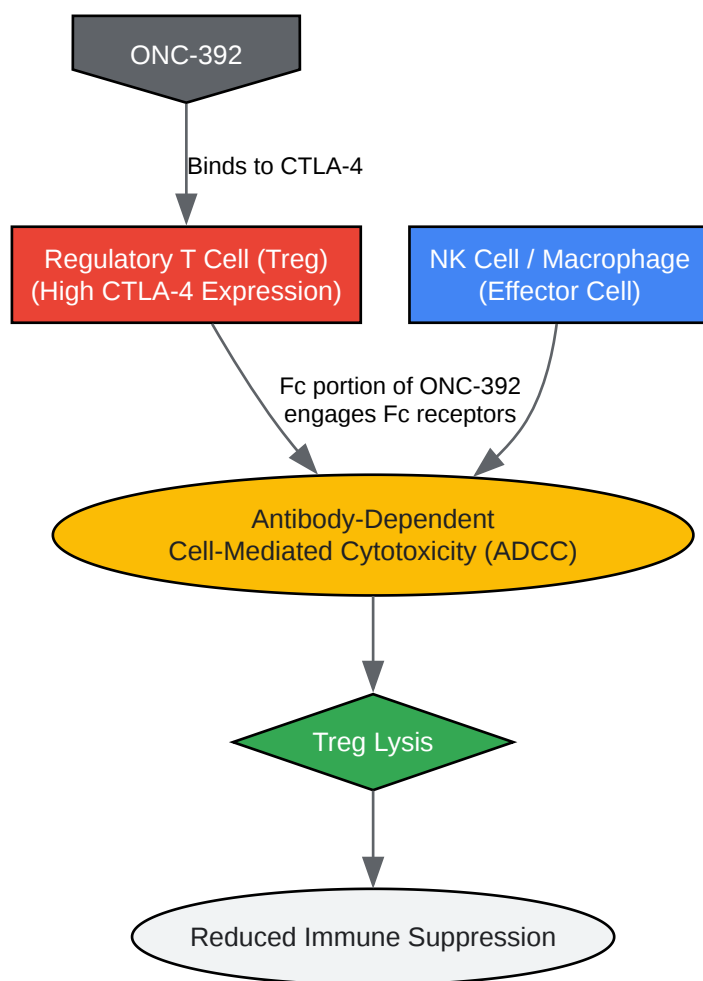 ONC-392
Binds to CTLA-4
Regulatory T Cell (Treg)
(High CTLA-4 Expression)
NK Cell / Macrophage
(Effector Cell)
Fc portion of ONC-392
engages Fc receptors
Antibody-Dependent
Cell-Mediated Cytotoxicity (ADCC)
Treg Lysis
Reduced Immune Suppression